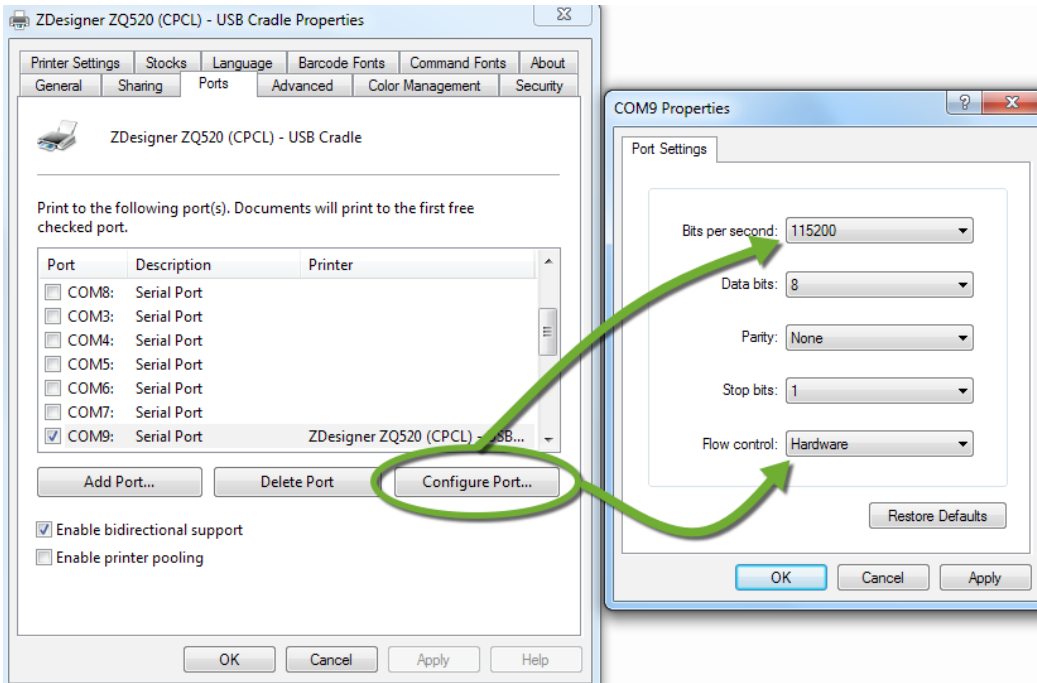 ZDesigner ZQ520 (CPCL) - USB Cradle Properties
Printer Settings Stocks Language Barcode Fonts Command Fonts About
General Sharing Ports Advanced Color Management Security
ZDesigner ZQ520 (CPCL) - USB Cradle
Print to the following port(s). Documents will print to the first free
checked port.
Port Description Printer
COM8: Serial Port
COM3: Serial Port
COM4: Serial Port
COM5: Serial Port
COM6: Serial Port
COM7: Serial Port
COM9: Serial Port ZDesigner ZQ520 (CPCL) - USB...
Add Port... Delete Port Configure Port...
Enable bidirectional support
Enable printer pooling
OK Cancel Apply Help
COM9 Properties
Port Settings
Bits per second: 115200
Data bits: 8
Parity: None
Stop bits: 1
Flow control: Hardware
Restore Defaults
OK Cancel Apply